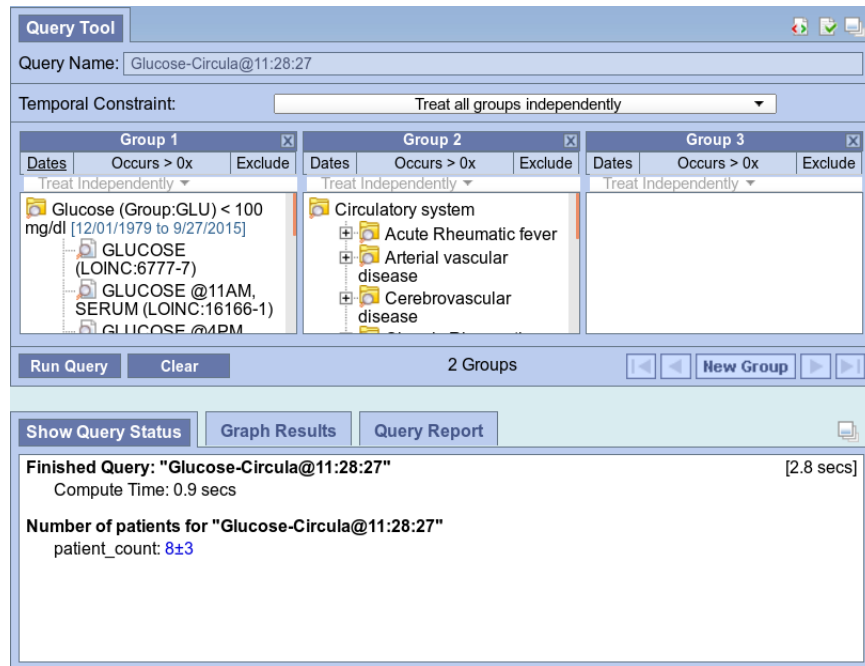 Query Tool
Query Name: Glucose-Circula@11:28:27
Temporal Constraint: Treat all groups independently
Group 1 Group 2 Group 3
Dates Occurs > 0x Exclude Dates Occurs > 0x Exclude Dates Occurs > 0x Exclude
Treat Independently Treat Independently Treat Independently
Glucose (Group:GLU) < 100
mg/dl [12/01/1979 to 9/27/2015]
GLUCOSE
(LOINC:6777-7)
GLUCOSE @11AM,
SERUM (LOINC:16166-1)
GLUCOSE @4PM
Circulatory system
Acute Rheumatic fever
Arterial vascular
disease
Cerebrovascular
disease
Run Query Clear 2 Groups New Group
Show Query Status Graph Results Query Report
Finished Query: "Glucose-Circula@11:28:27" [2.8 secs]
Compute Time: 0.9 secs
Number of patients for "Glucose-Circula@11:28:27"
patient_count: 8±3